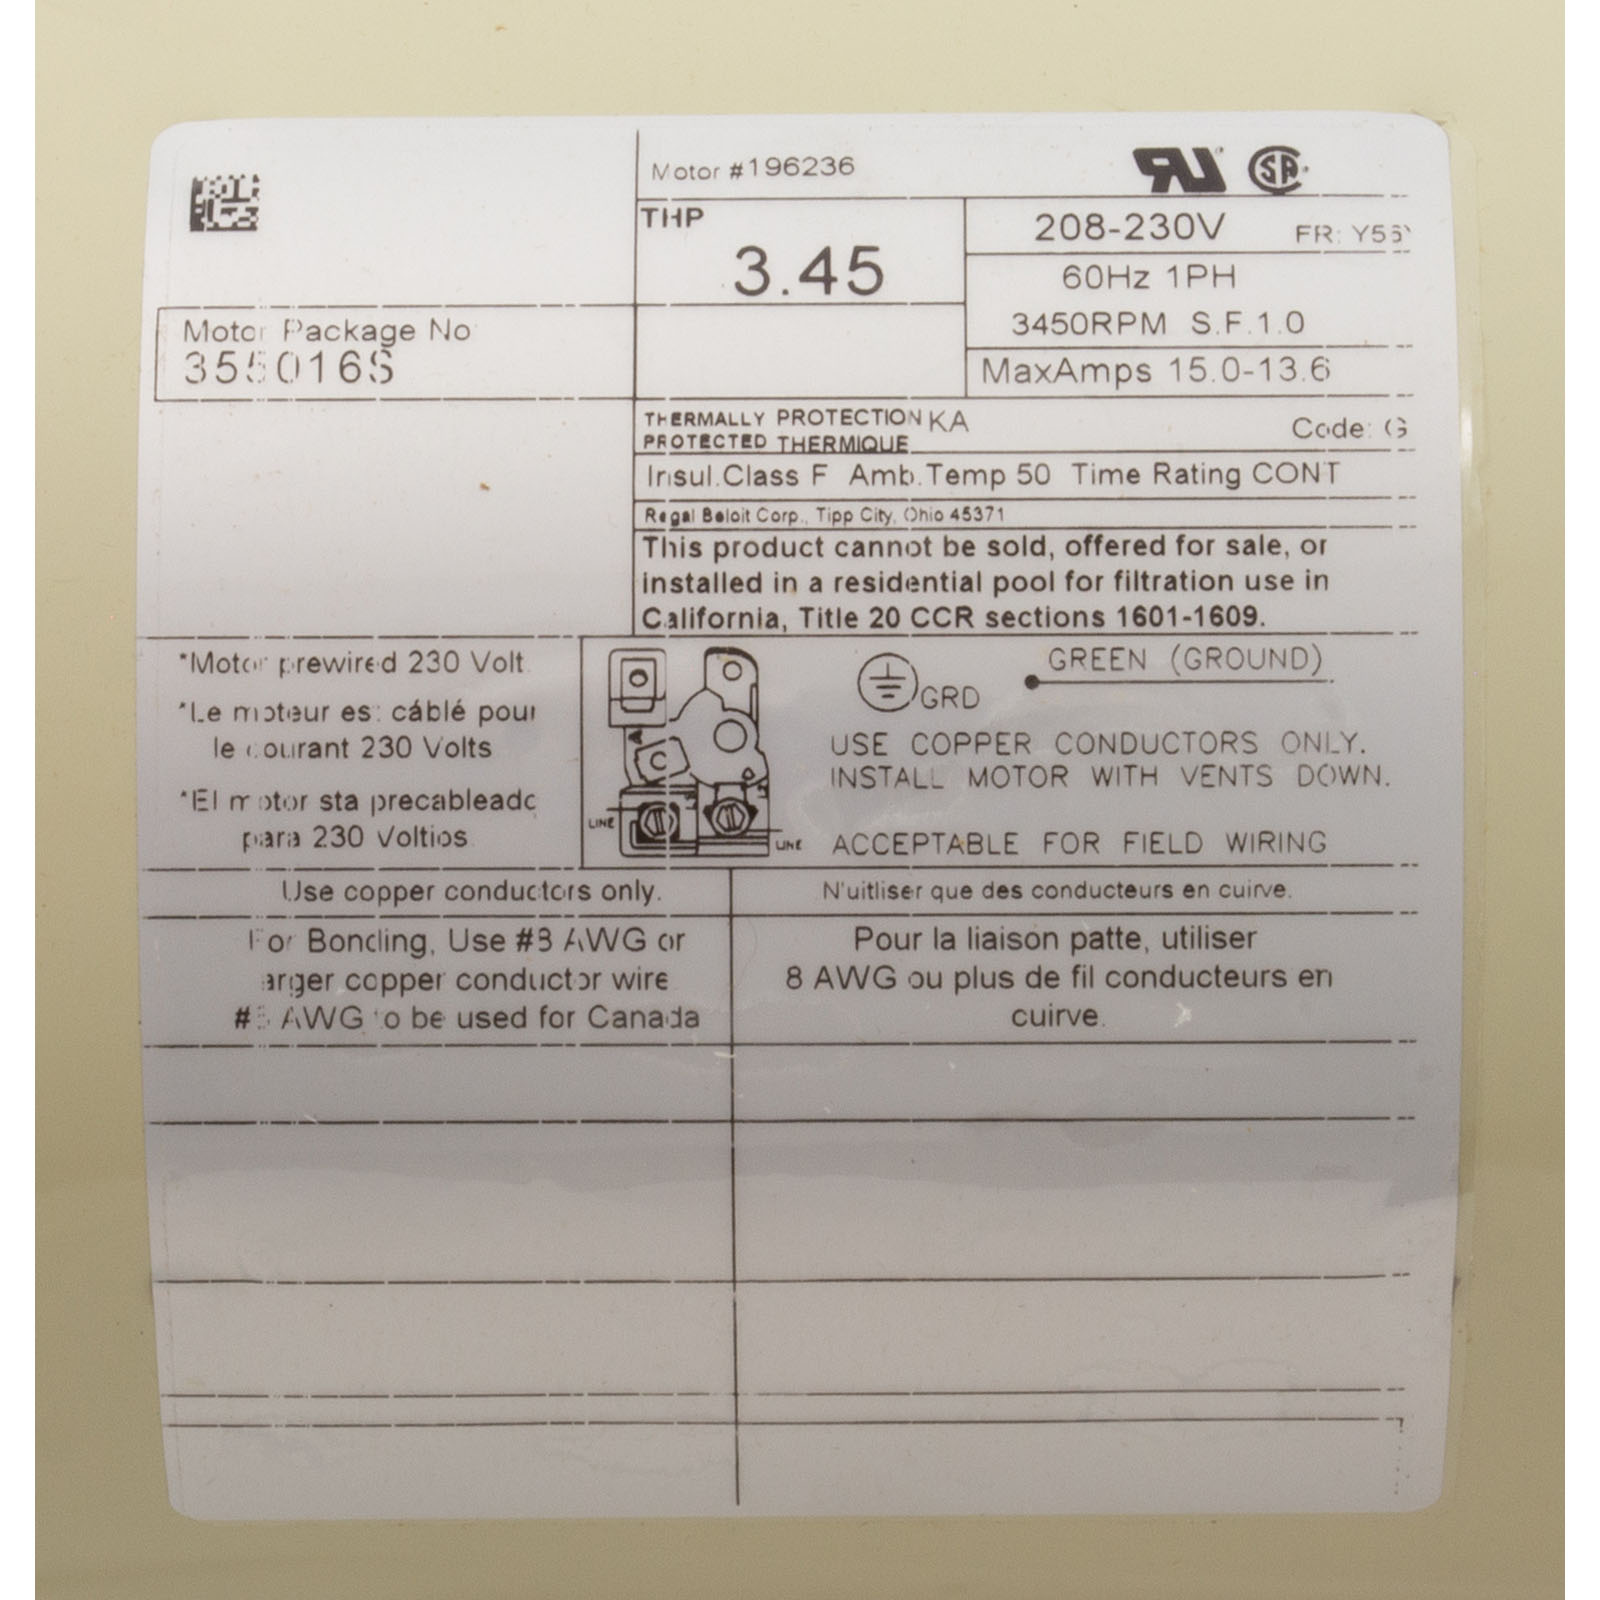 Motor #196236
THP
3.45
208-230V FR: Y56Y
60Hz 1PH
3450RPM S.F.1.0
MaxAmps 15.0-13.6
Motor Package No
355016S
THERMALLY PROTECTION KA
PROTECTED THERMIQUE
Code: G
Insul.Class F Amb.Temp 50 Time Rating CONT
Regal Beloit Corp., Tipp City, Ohio 45371
This product cannot be sold, offered for sale, or
installed in a residential pool for filtration use in
California, Title 20 CCR sections 1601-1609.
*Motor prewired 230 Volt
*Le moteur est cáblé pour
le courant 230 Volts
*El motor sta precableado
para 230 Voltios
A
C
LINE
LINE
GRD
GREEN (GROUND)
USE COPPER CONDUCTORS ONLY.
INSTALL MOTOR WITH VENTS DOWN.
ACCEPTABLE FOR FIELD WIRING
Use copper conductors only.
N'uitliser que des conducteurs en cuirve.
For Bonding, Use #8 AWG or
larger copper conductor wire
AWG to be used for Canada
Pour la liaison patte, utiliser
8 AWG ou plus de fil conducteurs en
cuirve.